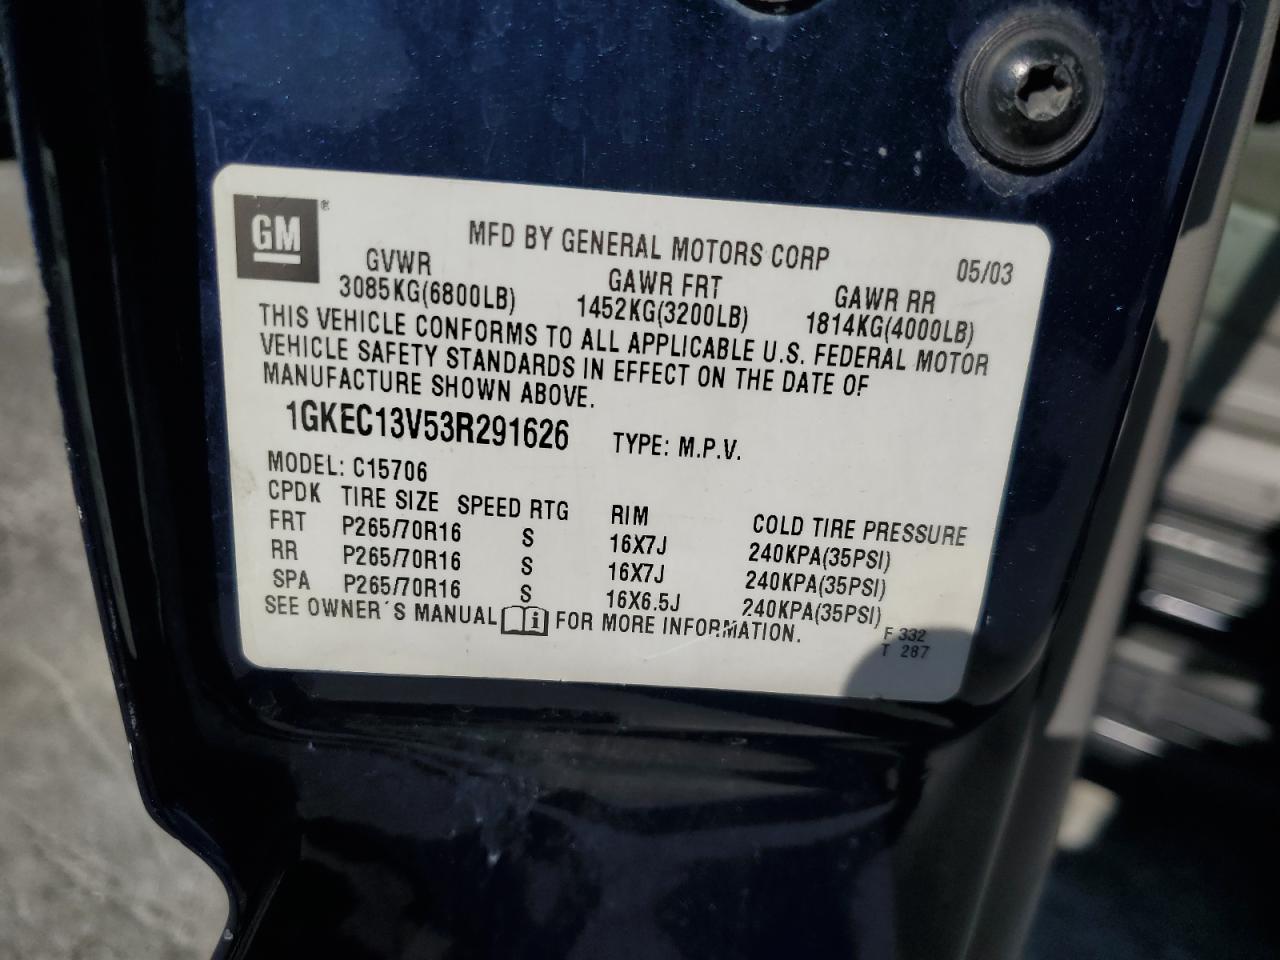 GM®
MFD BY GENERAL MOTORS CORP 05/03
GVWR GAWR FRT GAWR RR
3085KG(6800LB) 1452KG(3200LB) 1814KG(4000LB)
THIS VEHICLE CONFORMS TO ALL APPLICABLE U.S. FEDERAL MOTOR
VEHICLE SAFETY STANDARDS IN EFFECT ON THE DATE OF
MANUFACTURE SHOWN ABOVE.
1GKEC13V53R291626 TYPE: M.P.V.
MODEL: C15706
CPDK TIRE SIZE SPEED RTG RIM COLD TIRE PRESSURE
FRT P265/70R16 S 16X7J 240KPA(35PSI)
RR P265/70R16 S 16X7J 240KPA(35PSI)
SPA P265/70R16 S 16X6.5J 240KPA(35PSI)
SEE OWNER´S MANUAL i FOR MORE INFORMATION.
F 332
T 287